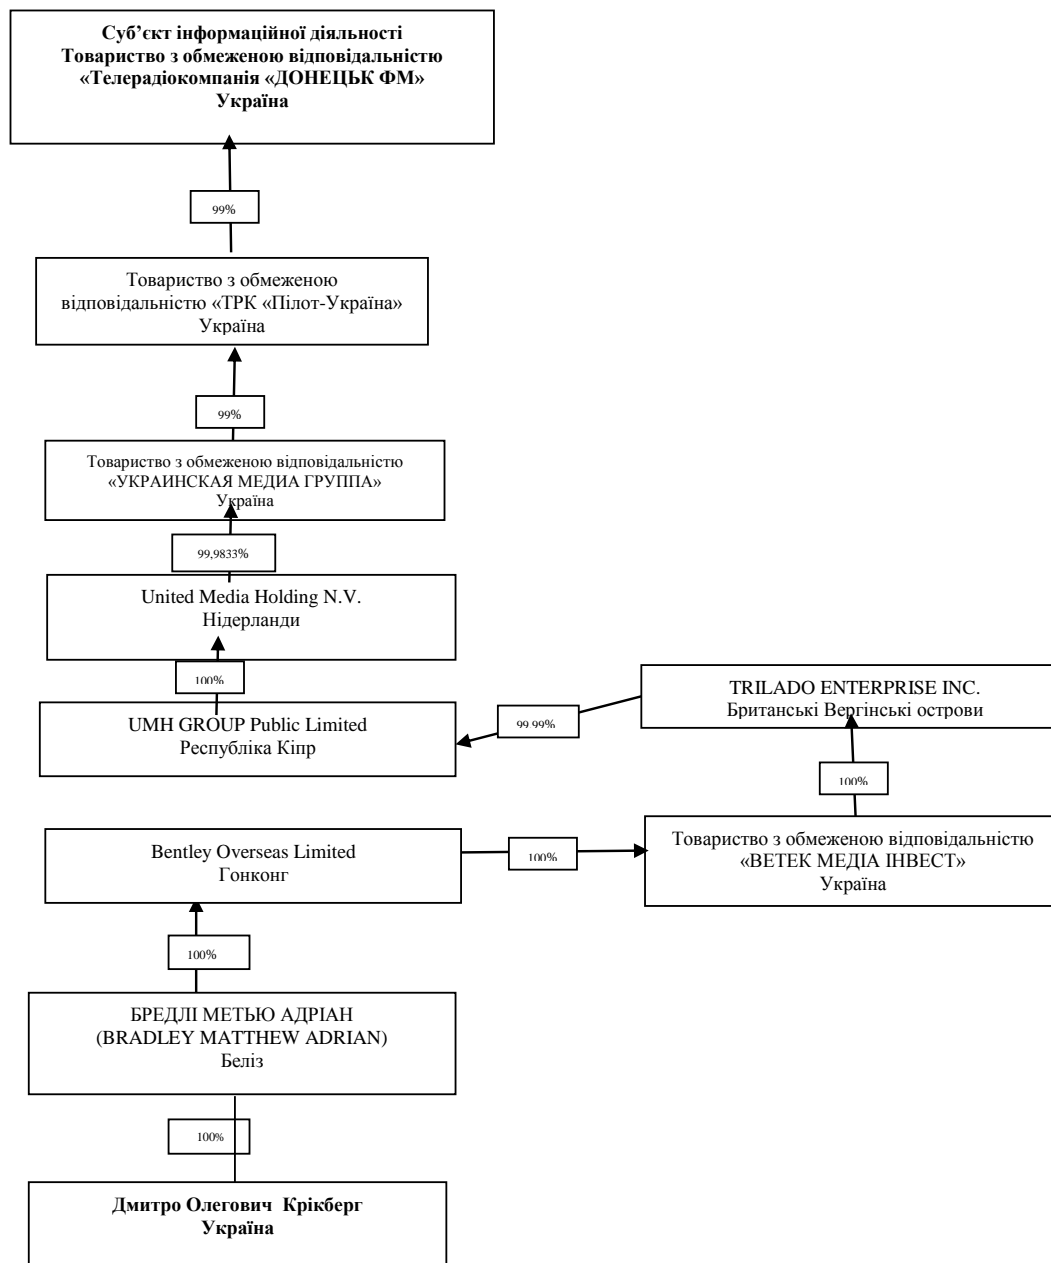 Суб’єкт інформаційної діяльності
Товариство з обмеженою відповідальністю
«Телерадіокомпанія «ДОНЕЦЬК ФМ»
Україна
99%
Товариство з обмеженою
відповідальністю «ТРК «Пілот-Україна»
Україна
99%
Товариство з обмеженою відповідальністю
«УКРАИНСКАЯ МЕДИА ГРУППА»
Україна
99,9833%
United Media Holding N.V.
Нідерланди
100%
UMH GROUP Public Limited
Республіка Кіпр
99,99%
TRILADO ENTERPRISE INC.
Британські Вергінські острови
100%
Товариство з обмеженою відповідальністю
«ВЕТЕК МЕДІА ІНВЕСТ»
Україна
100%
Bentley Overseas Limited
Гонконг
100%
БРЕДЛІ МЕТЬЮ АДРІАН
(BRADLEY MATTHEW ADRIAN)
Беліз
100%
Дмитро Олегович Крікберг
Україна